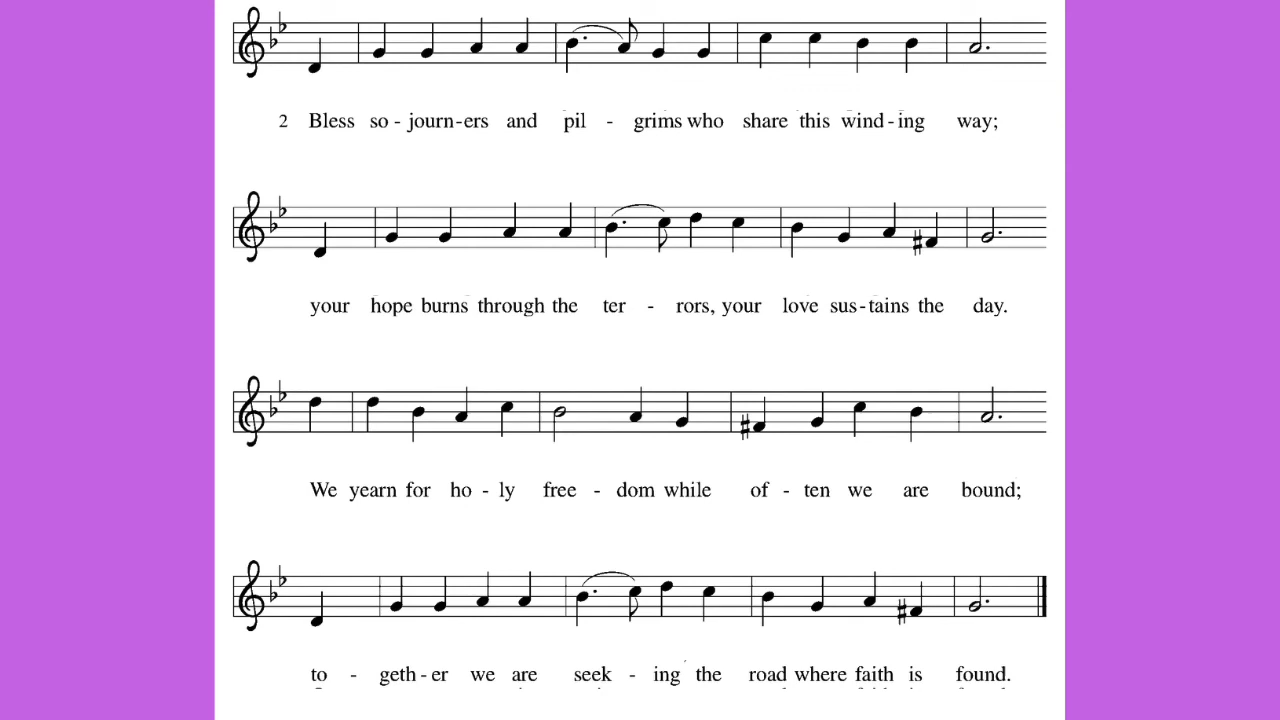 2 Bless so - journ - ers and pil - grims who share this wind - ing way;
your hope burns through the ter - rors, your love sus - tains the day.
We yearn for ho - ly free - dom while of - ten we are bound;
to - geth - er we are seek - ing the road where faith is found.